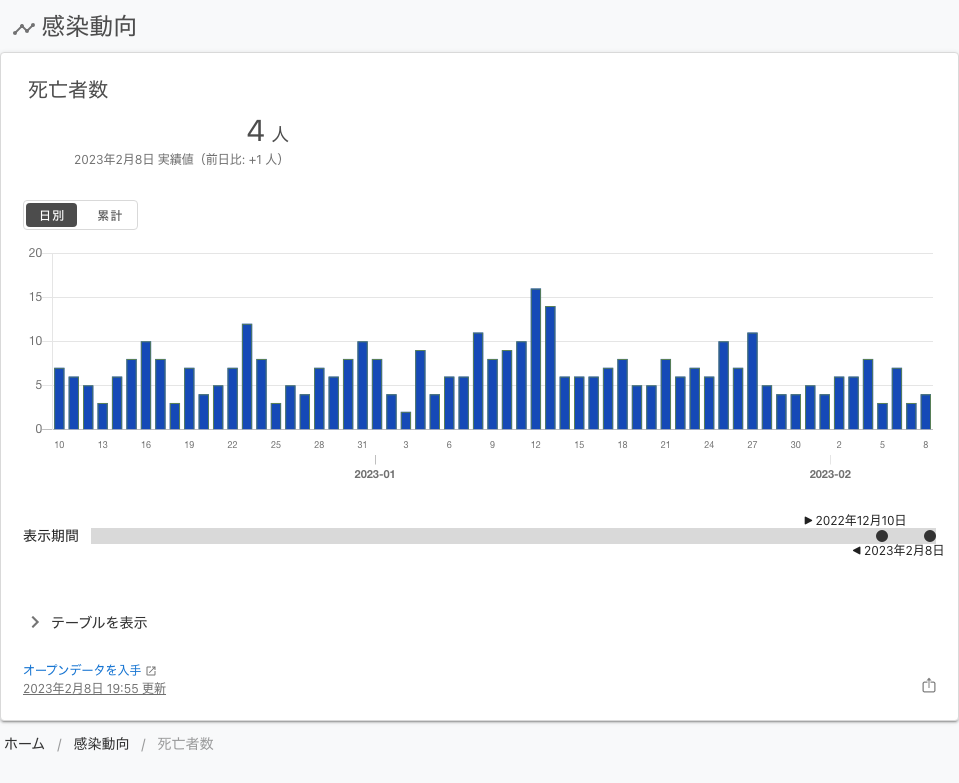 感染動向
死亡者数
4 人
2023年2月8日 実績値（前日比: +1 人）
日別 累計
20
15
10
5
0
10 13 16 19 22 25 28 31 3 6 9 12 15 18 21 24 27 30 2 5 8
2023-01 2023-02
2022年12月10日
表示期間
2023年2月8日
テーブルを表示
オープンデータを入手
2023年2月8日 19:55 更新
ホーム / 感染動向 / 死亡者数